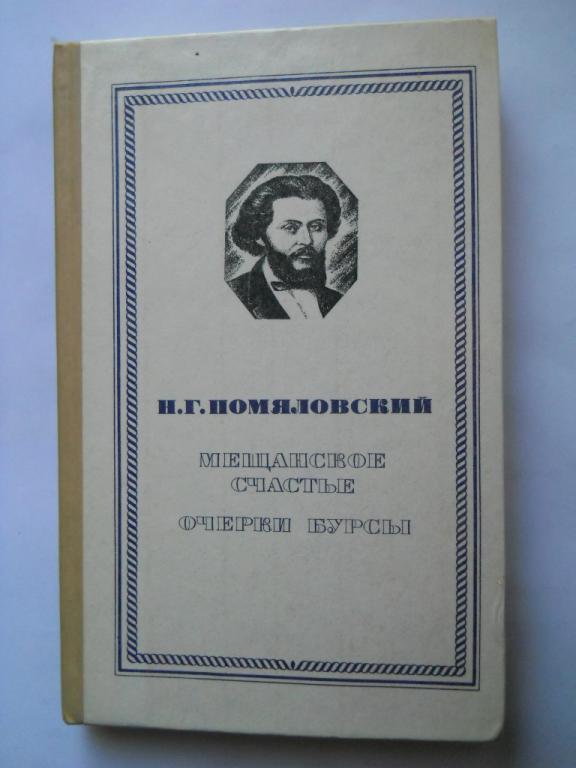 Н.Г.ПОМЯЛОВСКИЙ
МЕЩАНСКОЕ
СЧАСТЬЕ
ОЧЕРКИ БУРСЫ